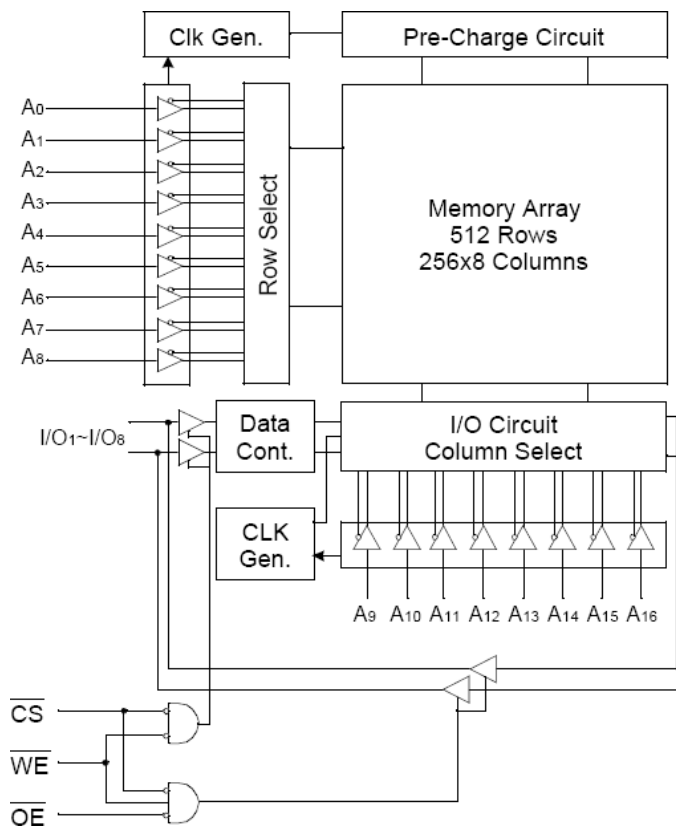 Clk Gen.
Pre-Charge Circuit
A0
A1
A2
A3
A4
A5
A6
A7
A8
Row Select
Memory Array
512 Rows
256x8 Columns
I/O1~I/O8
Data
Cont.
I/O Circuit
Column Select
CLK
Gen.
A9 A10 A11 A12 A13 A14 A15 A16
CS
WE
OE